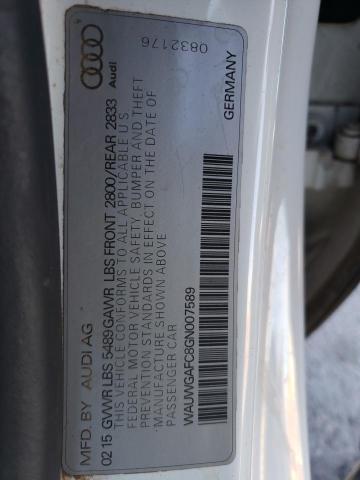 MFD. BY AUDI AG
02 15 GVWR LBS 5489 GAWR LBS FRONT 2800/REAR 2833
THIS VEHICLE CONFORMS TO ALL APPLICABLE U S
FEDERAL MOTOR VEHICLE SAFETY, BUMPER AND THEFT
PREVENTION STANDARDS IN EFFECT ON THE DATE OF
MANUFACTURE SHOWN ABOVE
PASSENGER CAR
WAUWGAFC8GN007589
GERMANY
Audi
0832176